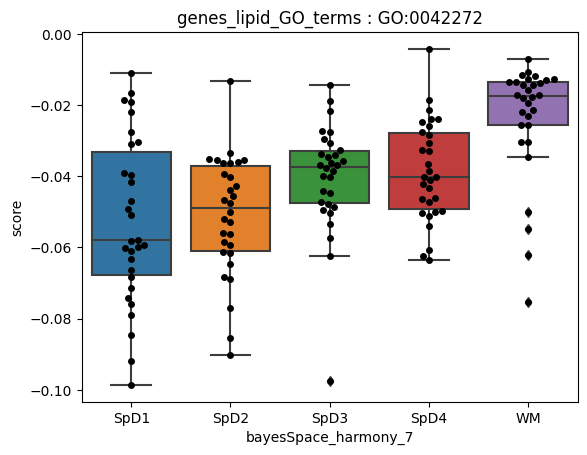 genes_lipid_GO_terms : GO:0042272
0.00
−0.02
−0.04
−0.06
−0.08
−0.10
score
SpD1 SpD2 SpD3 SpD4 WM
bayesSpace_harmony_7